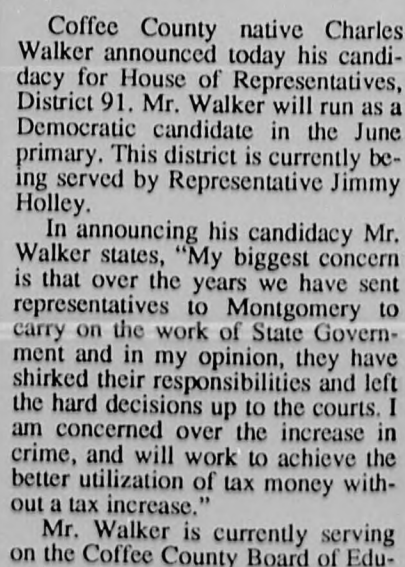 Coffee County native Charles
Walker announced today his candi-
dacy for House of Representatives,
District 91. Mr. Walker will run as a
Democratic candidate in the June
primary. This district is currently be-
ing served by Representative Jimmy
Holley.
In announcing his candidacy Mr.
Walker states, “My biggest concern
is that over the years we have sent
representatives to Montgomery to
carry on the work of State Govern-
ment and in my opinion, they have
shirked their responsibilities and left
the hard decisions up to the courts. I
am concerned over the increase in
crime, and will work to achieve the
better utilization of tax money with-
out a tax increase.”
Mr. Walker is currently serving
on the Coffee County Board of Edu-